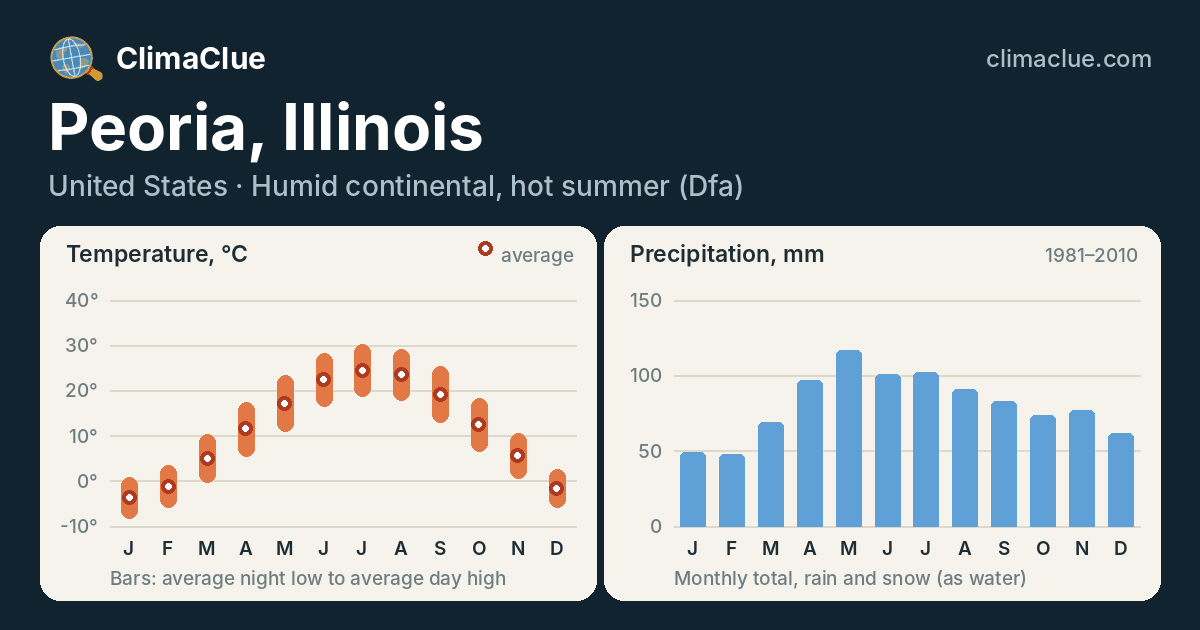 ClimaClue
climaclue.com
Peoria, Illinois
United States · Humid continental, hot summer (Dfa)
Temperature, °C
average
40°
30°
20°
10°
0°
-10°
J F M A M J J A S O N D
Bars: average night low to average day high
Precipitation, mm
1981–2010
150
100
50
0
J F M A M J J A S O N D
Monthly total, rain and snow (as water)